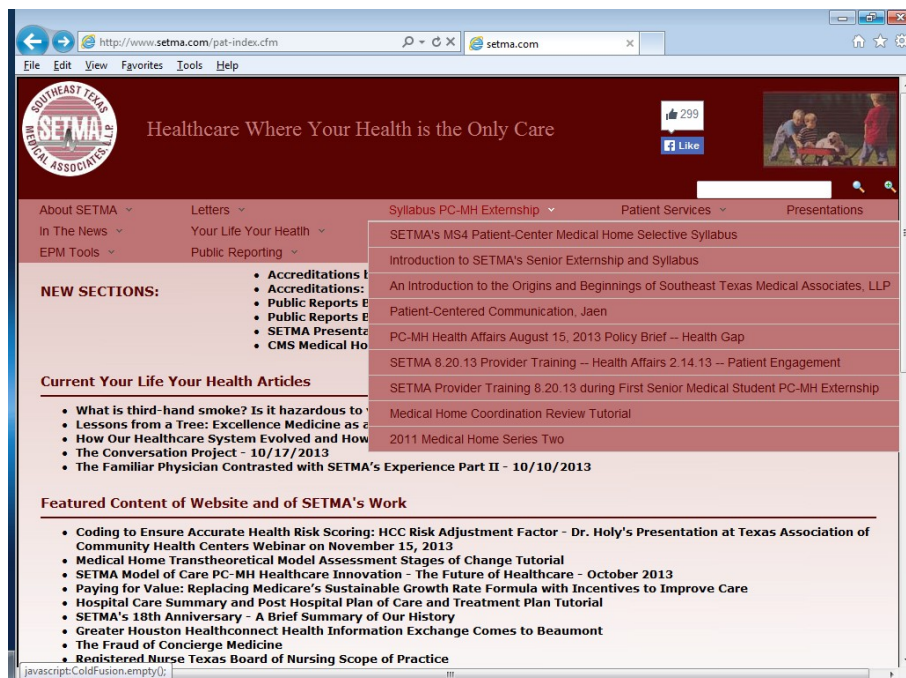 http://www.setma.com/pat-index.cfm
setma.com
File Edit View Favorites Tools Help
SOUTHEAST TEXAS
SETMA
MEDICAL ASSOCIATES, L.L.P.
Healthcare Where Your Health is the Only Care
299
Like
About SETMA Letters Syllabus PC-MH Externship Patient Services Presentations
In The News Your Life Your Heatlh
EPM Tools Public Reporting
SETMA's MS4 Patient-Center Medical Home Selective Syllabus
Introduction to SETMA's Senior Externship and Syllabus
An Introduction to the Origins and Beginnings of Southeast Texas Medical Associates, LLP
Patient-Centered Communication, Jaen
PC-MH Health Affairs August 15, 2013 Policy Brief -- Health Gap
SETMA 8.20.13 Provider Training -- Health Affairs 2.14.13 -- Patient Engagement
SETMA Provider Training 8.20.13 during First Senior Medical Student PC-MH Externship
Medical Home Coordination Review Tutorial
2011 Medical Home Series Two
NEW SECTIONS:
• Accreditations
• Accreditations:
• Public Reports
• Public Reports
• SETMA
• CMS Medical
Current Your Life Your Health Articles
• What is third-hand smoke? Is it hazardous to
• Lessons from a Tree: Excellence Medicine as
• How Our Healthcare System Evolved and How
• The Conversation Project - 10/17/2013
• The Familiar Physician Contrasted with SETMA's Experience Part II - 10/10/2013
Featured Content of Website and of SETMA's Work
• Coding to Ensure Accurate Health Risk Scoring: HCC Risk Adjustment Factor - Dr. Holy's Presentation at Texas Association of
Community Health Centers Webinar on November 15, 2013
• Medical Home Transtheoretical Model Assessment Stages of Change Tutorial
• SETMA Model of Care PC-MH Healthcare Innovation - The Future of Healthcare - October 2013
• Paying for Value: Replacing Medicare's Sustainable Growth Rate Formula with Incentives to Improve Care
• Hospital Care Summary and Post Hospital Plan of Care and Treatment Plan Tutorial
• SETMA's 18th Anniversary - A Brief Summary of Our History
• Greater Houston Healthconnect Health Information Exchange Comes to Beaumont
• The Fraud of Concierge Medicine
• Registered Nurse Texas Board of Nursing Scope of Practice
javascript:ColdFusion.empty();